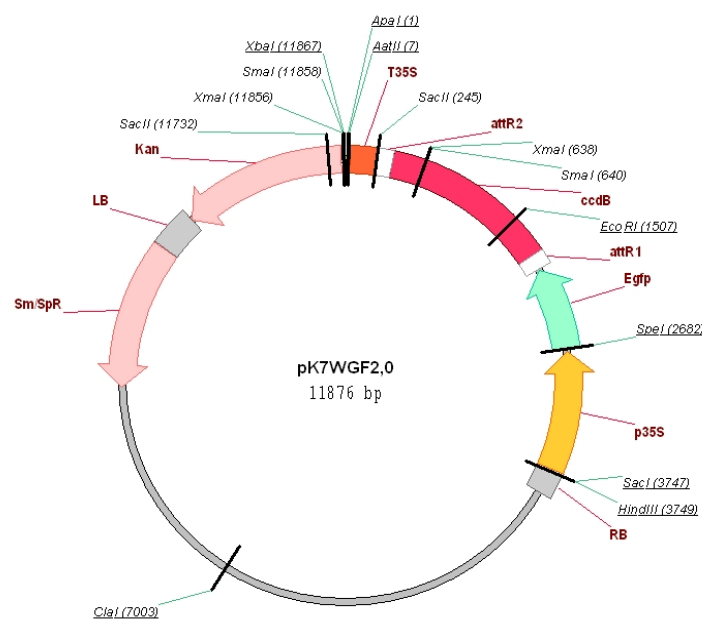 ApaI (1)
XbaI (11867)
AatII (7)
SmaI (11858)
T35S
XmaI (11856)
SacII (245)
SacII (11732)
attR2
Kan
XmaI (638)
SmaI (640)
LB
ccdB
EcoRI (1507)
attR1
Egfp
Sm/SpR
SpeI (2682)
pK7WGF2,0
11876 bp
p35S
SacI (3747)
HindIII (3749)
RB
ClaI (7003)